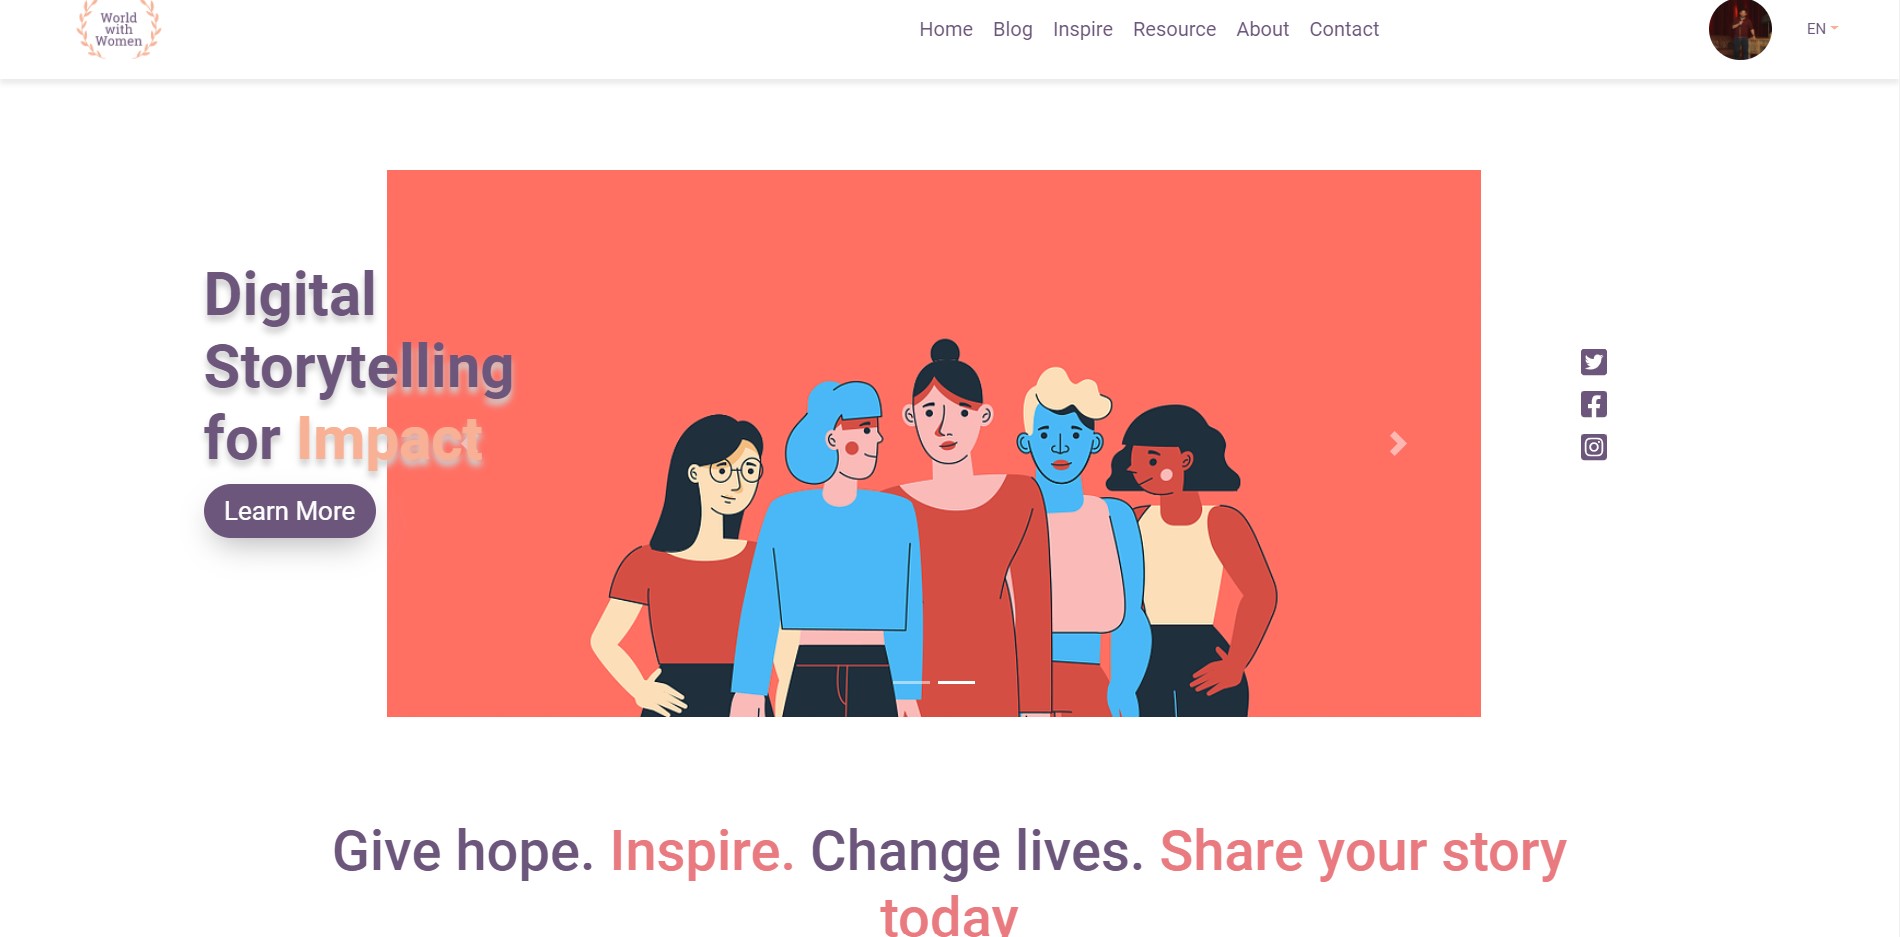 World
with
Women
Home Blog Inspire Resource About Contact
EN
Digital
Storytelling
for Impact
Learn More
Give hope. Inspire. Change lives. Share your story
today